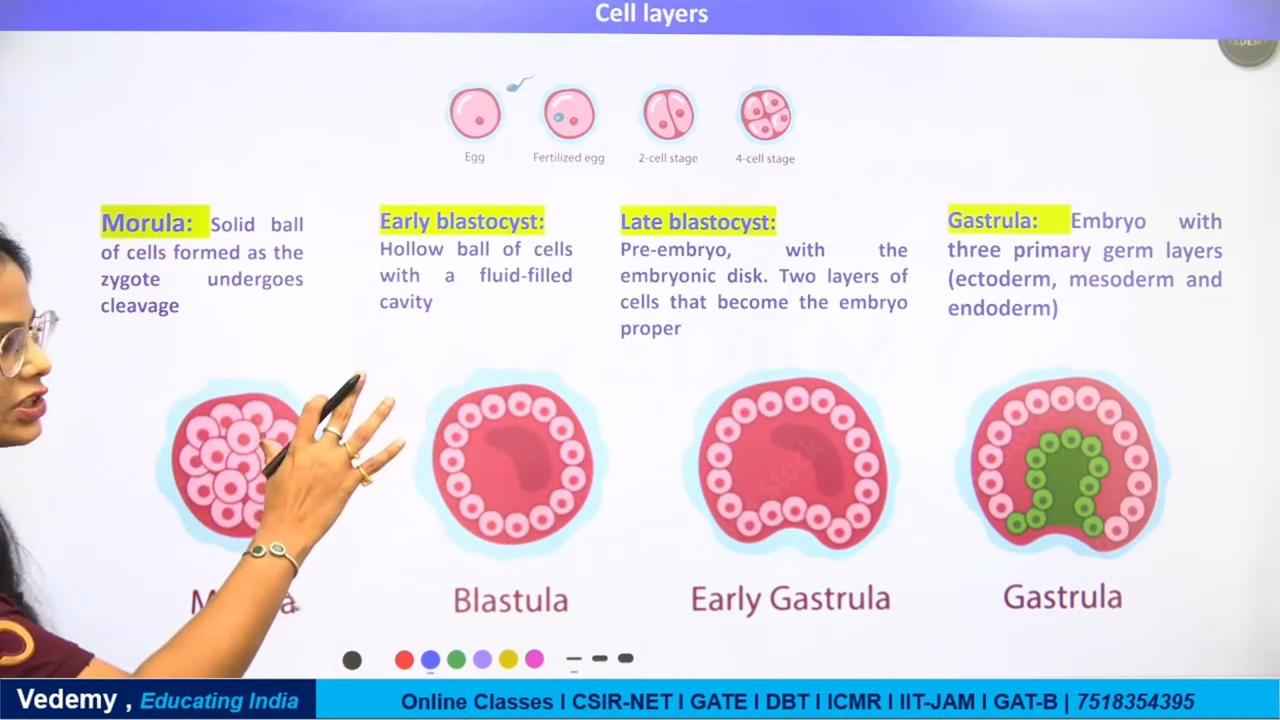 Cell layers
Egg
Fertilized egg
2-cell stage
4-cell stage
Morula: Solid ball
of cells formed as the
zygote undergoes
cleavage
Early blastocyst:
Hollow ball of cells
with a fluid-filled
cavity
Late blastocyst:
Pre-embryo, with the
embryonic disk. Two layers of
cells that become the embryo
proper
Gastrula: Embryo with
three primary germ layers
(ectoderm, mesoderm and
endoderm)
Blastula
Early Gastrula
Gastrula
Vedemy , Educating India
Online Classes I CSIR-NET I GATE I DBT I ICMR I IIT-JAM I GAT-B | 7518354395